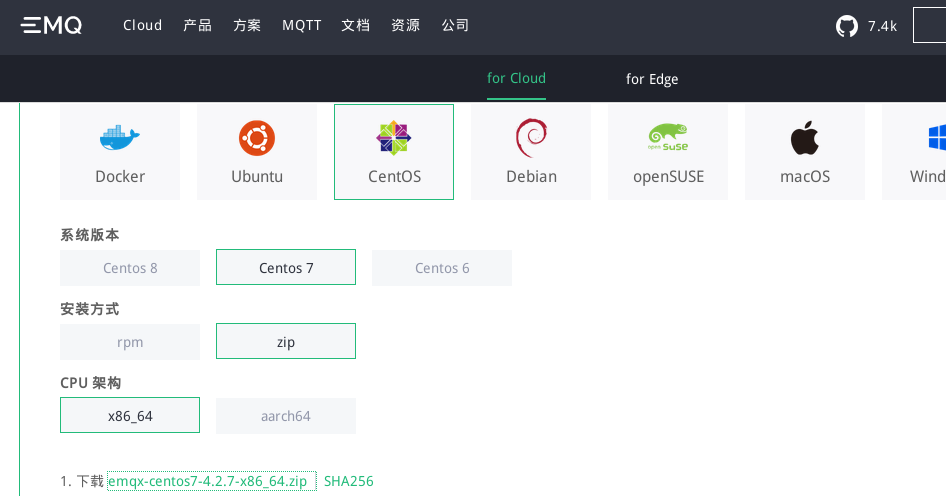 EMQ Cloud 产品 方案 MQTT 文档 资源 公司 7.4k
for Cloud for Edge
Docker Ubuntu CentOS open SUSE Debian openSUSE macOS Wind
系统版本
Centos 8 Centos 7 Centos 6
安装方式
rpm zip
CPU 架构
x86_64 aarch64
1. 下载 emqx-centos7-4.2.7-x86_64.zip SHA256